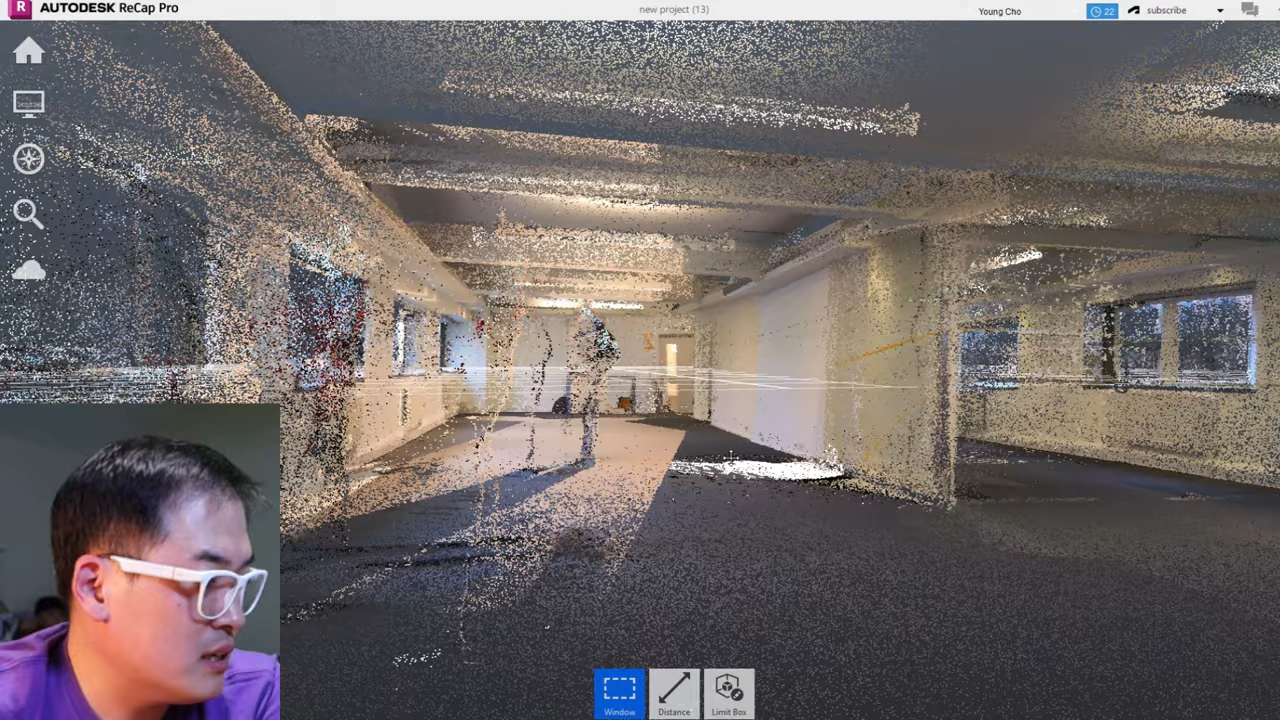 R AUTODESK ReCap Pro
new project (13)
Young Cho
22
subscribe
Window
Distance
Limit Box